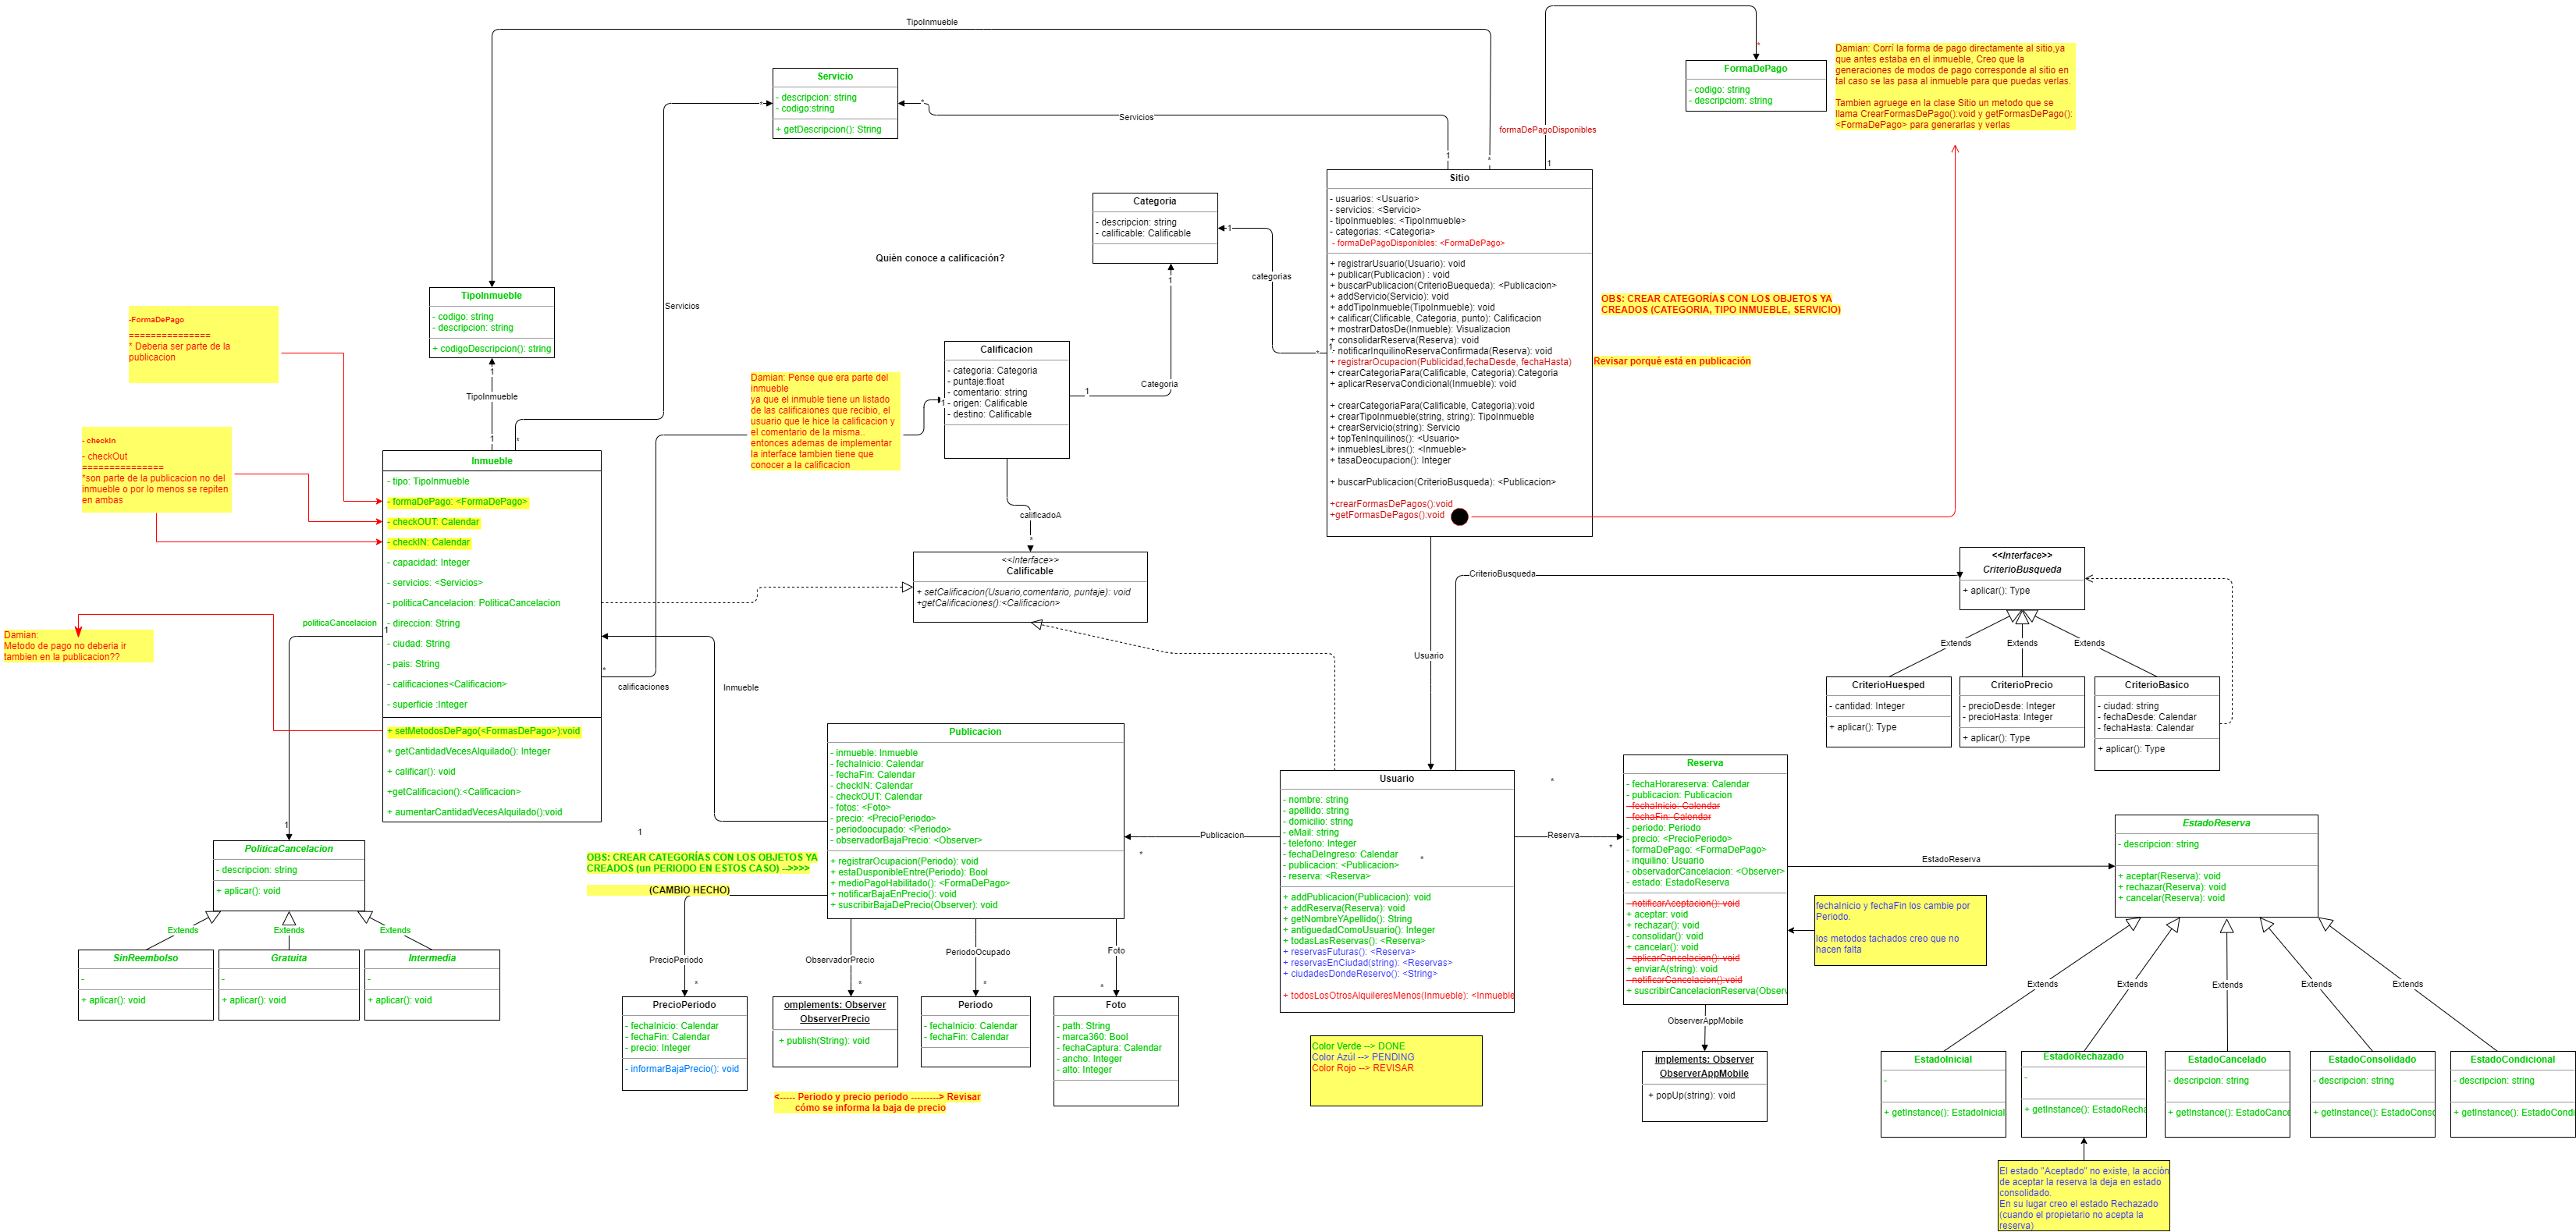 TipoInmueble
Servicio
- descripcion: string
- codigo:string
+ getDescripcion(): String
*
*
Servicios
1
*
1
formaDePagoDisponibles
*
FormaDePago
- codigo: string
- descripciom: string
Damian: Corrí la forma de pago directamente al sitio,ya
que antes estaba en el inmueble, Creo que la
generaciones de modos de pago corresponde al sitio en
tal caso se las pasa al inmueble para que puedas verlas.
Tambien agruege en la clase Sitio un metodo que se
llama CrearFormasDePago():void y getFormasDePago():
<FormaDePago> para generarlas y verlas
Sitio
- usuarios: <Usuario>
- servicios: <Servicio>
- tipoInmuebles: <TipoInmueble>
- categorias: <Categoria>
- formaDePagoDisponibles: <FormaDePago>
+ registrarUsuario(Usuario): void
+ publicar(Publicacion) : void
+ buscarPublicacion(CriterioBuequeda): <Publicacion>
+ addServicio(Servicio): void
+ addTipoInmueble(TipoInmueble): void
+ calificar(Clificable, Categoria, punto): Calificacion
+ mostrarDatosDe(Inmueble): Visualizacion
+ consolidarReserva(Reserva): void
+ notificarInquilinoReservaConfirmada(Reserva): void
+ registrarOcupacion(Publicidad,fechaDesde, fechaHasta)
+ crearCategoriaPara(Calificable, Categoria):Categoria
+ aplicarReservaCondicional(Inmueble): void
+ crearCategoriaPara(Calificable, Categoria):void
+ crearTipoInmueble(string, string): TipoInmueble
+ crearServicio(string): Servicio
+ topTenInquilinos(): <Usuario>
+ inmueblesLibres(): <Inmueble>
+ tasaDeocupacion(): Integer
+ buscarPublicacion(CriterioBusqueda): <Publicacion>
+crearFormasDePagos():void
+getFormasDePagos():void
OBS: CREAR CATEGORÍAS CON LOS OBJETOS YA
CREADOS (CATEGORIA, TIPO INMUEBLE, SERVICIO)
Revisar porqué está en publicación
Categoria
- descripcion: string
- calificable: Calificable
1
categorias
*
1
1
Categoria
1
Quién conoce a calificación?
TipoInmueble
- codigo: string
- descripcion: string
+ codigoDescripcion(): string
1
TipoInmueble
1
Servicios
*
-FormaDePago
===============
* Deberia ser parte de la
publicacion
- checkIn
- checkOut
===============
*son parte de la publicacion no del
inmueble o por lo menos se repiten
en ambas
Damian:
Metodo de pago no deberia ir
tambien en la publicacion??
Damian: Pense que era parte del
inmueble
ya que el inmuble tiene un listado
de las calificaiones que recibio, el
usuario que le hice la calificacion y
el comentario de la misma..
entonces ademas de implementar
la interface tambien tiene que
conocer a la calificacion
Calificacion
- categoria: Categoria
- puntaje:float
- comentario: string
- origen: Calificable
- destino: Calificable
1
calificadoA
*
<<Interface>>
Calificable
+ setCalificacion(Usuario,comentario, puntaje): void
+getCalificaciones():<Calificacion>
Inmueble
- tipo: TipoInmueble
- formaDePago: <FormaDePago>
- checkOUT: Calendar
- checkIN: Calendar
- capacidad: Integer
- servicios: <Servicios>
- politicaCancelacion: PoliticaCancelacion
- direccion: String
- ciudad: String
- pais: String
- calificaciones<Calificacion>
- superficie :Integer
+ setMetodosDePago(<FormasDePago>):void
+ getCantidadVecesAlquilado(): Integer
+ calificar(): void
+getCalificacion():<Calificacion>
+ aumentarCantidadVecesAlquilado():void
politicaCancelacion
1
1
*
calificaciones
Inmueble
PoliticaCancelacion
- descripcion: string
+ aplicar(): void
Extends
Extends
Extends
SinReembolso
-
+ aplicar(): void
Gratuita
-
+ aplicar(): void
Intermedia
-
+ aplicar(): void
1
OBS: CREAR CATEGORÍAS CON LOS OBJETOS YA
CREADOS (un PERIODO EN ESTOS CASO) -->>>>
(CAMBIO HECHO)
Publicacion
- inmueble: Inmueble
- fechaInicio: Calendar
- fechaFin: Calendar
- checkIN: Calendar
- checkOUT: Calendar
- fotos: <Foto>
- precio: <PrecioPeriodo>
- periodoocupado: <Periodo>
- observadorBajaPrecio: <Observer>
+ registrarOcupacion(Periodo): void
+ estaDusponibleEntre(Periodo): Bool
+ medioPagoHabilitado(): <FormaDePago>
+ notificarBajaEnPrecio(): void
+ suscribirBajaDePrecio(Observer): void
PrecioPeriodo
*
ObservadorPrecio
*
PeriodoOcupado
*
Foto
*
PrecioPeriodo
- fechaInicio: Calendar
- fechaFin: Calendar
- precio: Integer
- informarBajaPrecio(): void
omplements: Observer
ObserverPrecio
+ publish(String): void
Periodo
- fechaInicio: Calendar
- fechaFin: Calendar
Foto
- path: String
- marca360: Bool
- fechaCaptura: Calendar
- ancho: Integer
- alto: Integer
<----- Periodo y precio periodo ---------> Revisar
cómo se informa la baja de precio
Usuario
Publicacion
*
Usuario
- nombre: string
- apellido: string
- domicilio: string
- eMail: string
- telefono: Integer
- fechaDeIngreso: Calendar
- publicacion: <Publicacion>
- reserva: <Reserva>
*
+ addPublicacion(Publicacion): void
+ addReserva(Reserva): void
+ getNombreYApellido(): String
+ antiguedadComoUsuario(): Integer
+ todasLasReservas(): <Reserva>
+ reservasFuturas(): <Reserva>
+ reservasEnCiudad(string): <Reservas>
+ ciudadesDondeReservo(): <String>
+ todosLosOtrosAlquileresMenos(Inmueble): <Inmueble
Color Verde --> DONE
Color Azúl --> PENDING
Color Rojo --> REVISAR
*
Reserva
*
CriterioBusqueda
<<Interface>>
CriterioBusqueda
+ aplicar(): Type
Extends
Extends
Extends
CriterioHuesped
- cantidad: Integer
+ aplicar(): Type
CriterioPrecio
- precioDesde: Integer
- precioHasta: Integer
+ aplicar(): Type
CriterioBasico
- ciudad: string
- fechaDesde: Calendar
- fechaHasta: Calendar
+ aplicar(): Type
Reserva
- fechaHorareserva: Calendar
- publicacion: Publicacion
- fechaInicio: Calendar
- fechaFin: Calendar
- periodo: Periodo
- precio: <PrecioPeriodo>
- formaDePago: <FormaDePago>
- inquilino: Usuario
- observadorCancelacion: <Observer>
- estado: EstadoReserva
- notificarAceptacion(): void
+ aceptar: void
+ rechazar(): void
- consolidar(): void
+ cancelar(): void
- aplicarCancelacion(): void
+ enviarA(string): void
- notificarCancelacion():void
+ suscribirCancelacionReserva(Obser
ObserverAppMobile
implements: Observer
ObserverAppMobile
+ popUp(string): void
fechaInicio y fechaFin los cambie por
Periodo.
los metodos tachados creo que no
hacen falta
EstadoReserva
EstadoReserva
- descripcion: string
+ aceptar(Reserva): void
+ rechazar(Reserva): void
+ cancelar(Reserva): void
Extends
Extends
Extends
Extends
Extends
EstadoInicial
-
+ getInstance(): EstadoInicial
EstadoRechazado
-
+ getInstance(): EstadoRecha
EstadoCancelado
- descripcion: string
+ getInstance(): EstadoCance
EstadoConsolidado
- descripcion: string
+ getInstance(): EstadoConso
EstadoCondicional
- descripcion: string
+ getInstance(): EstadoCondi
El estado "Aceptado" no existe, la acción
de aceptar la reserva la deja en estado
consolidado.
En su lugar creo el estado Rechazado
(cuando el propietario no acepta la
reserva)